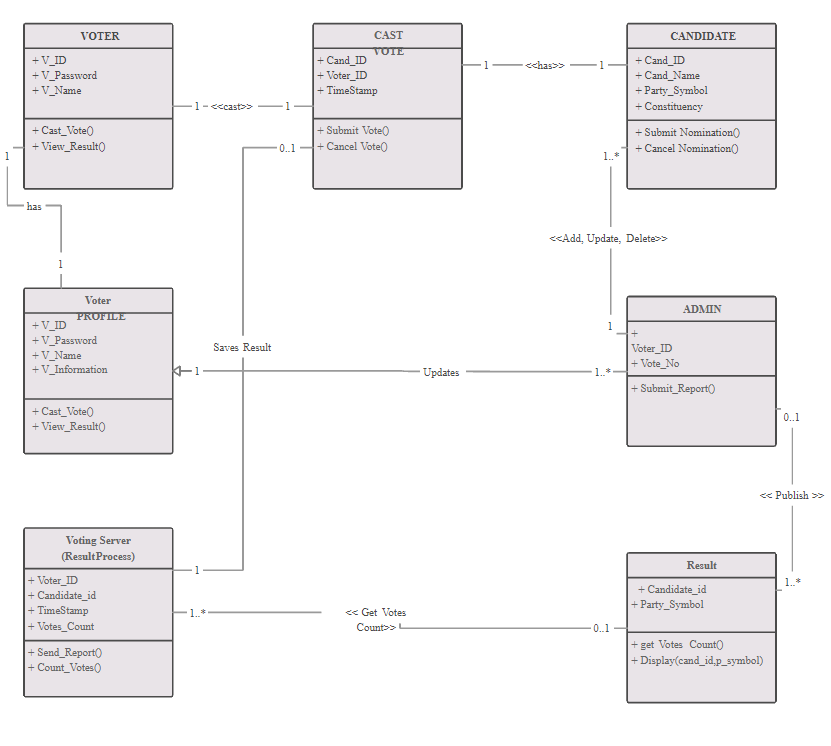 VOTER
+ V_ID
+ V_Password
+ V_Name
+ Cast_Vote()
+ View_Result()
CAST
VOTE
+ Cand_ID
+ Voter_ID
+ TimeStamp
+ Submit Vote()
+ Cancel Vote()
CANDIDATE
+ Cand_ID
+ Cand_Name
+ Party_Symbol
+ Constituency
+ Submit Nomination()
+ Cancel Nomination()
1 <<cast>> 1
1 <<has>> 1
1
has
1
0..1
Saves Result
1
1..*
<<Add, Update, Delete>>
1
Voter
PROFILE
+ V_ID
+ V_Password
+ V_Name
+ V_Information
+ Cast_Vote()
+ View_Result()
1 Updates 1..*
ADMIN
+
Voter_ID
+ Vote_No
+ Submit_Report()
0..1
<< Publish >>
1..*
Voting Server
(ResultProcess)
+ Voter_ID
+ Candidate_id
+ TimeStamp
+ Votes_Count
+ Send_Report()
+ Count_Votes()
1..*
<< Get Votes
Count>>
0..1
Result
+ Candidate_id
+ Party_Symbol
+ get Votes Count()
+ Display(cand_id,p_symbol)